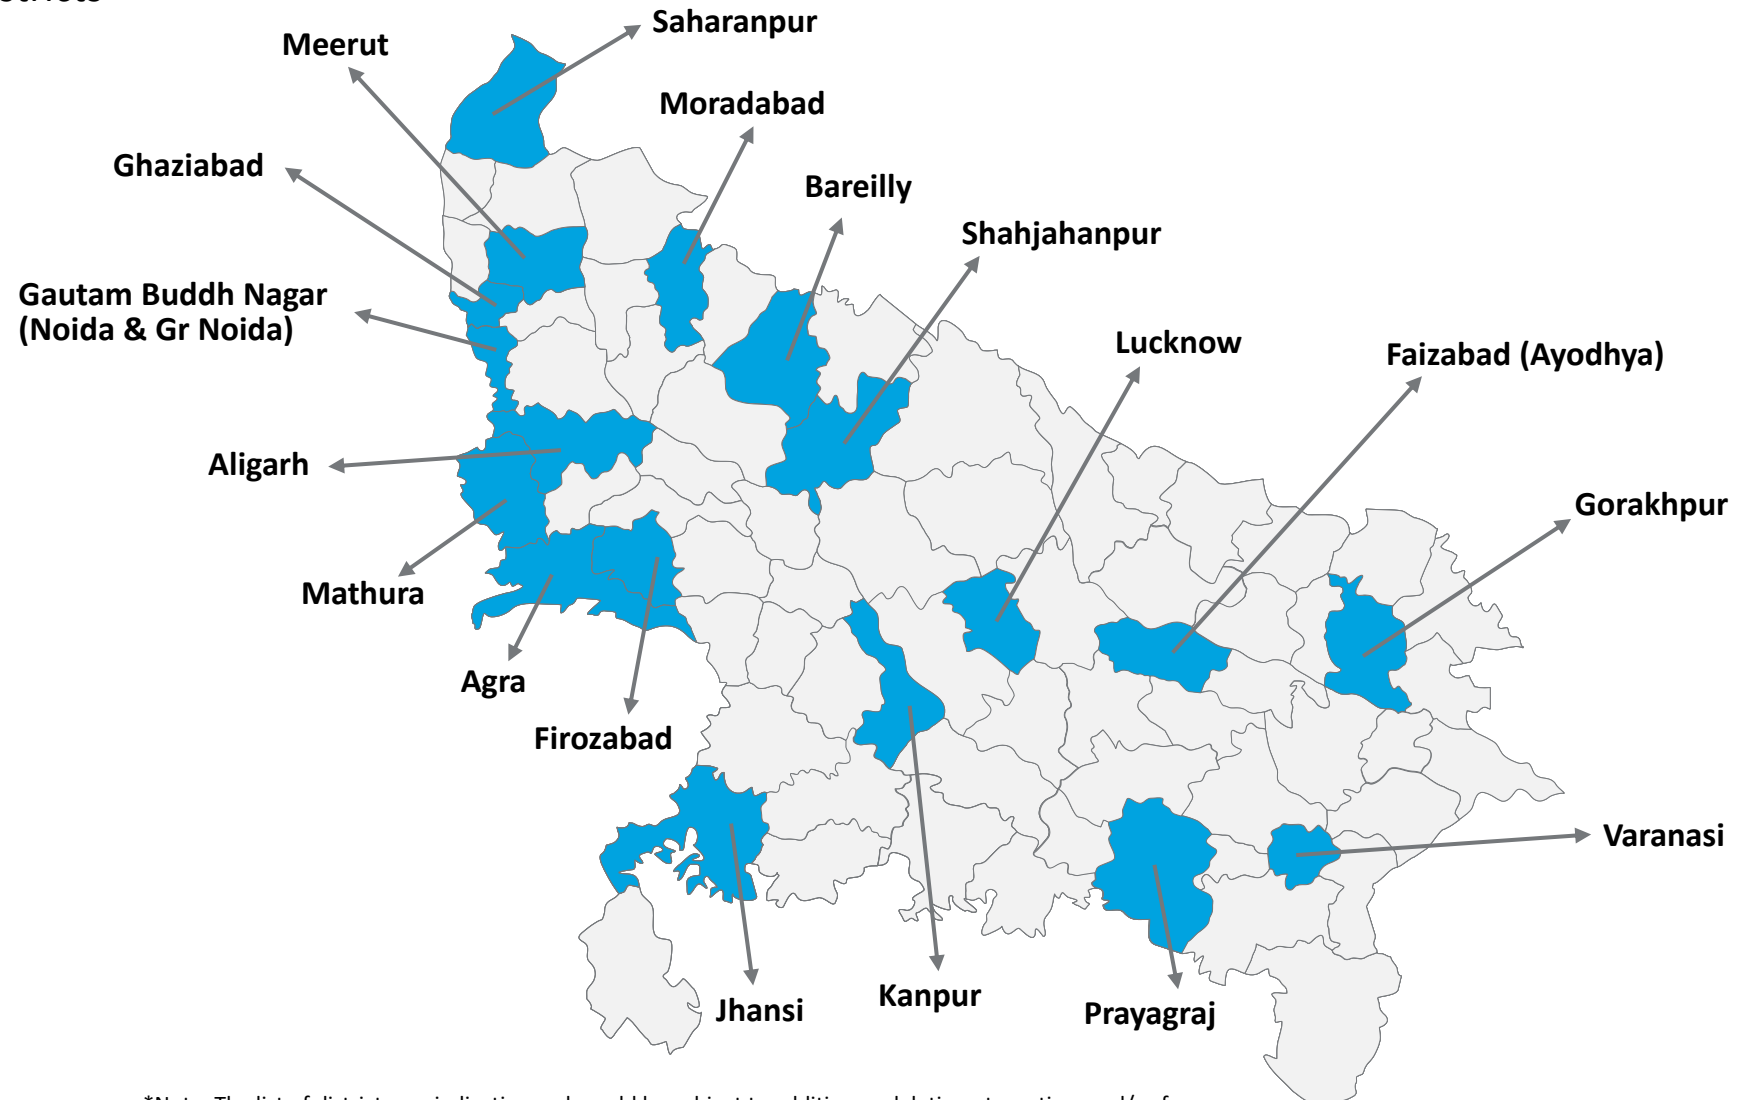 Saharanpur
Meerut
Moradabad
Ghaziabad
Bareilly
Shahjahanpur
Gautam Buddh Nagar
(Noida & Gr Noida)
Lucknow
Faizabad (Ayodhya)
Aligarh
Gorakhpur
Mathura
Agra
Firozabad
Varanasi
Kanpur
Jhansi
Prayagraj